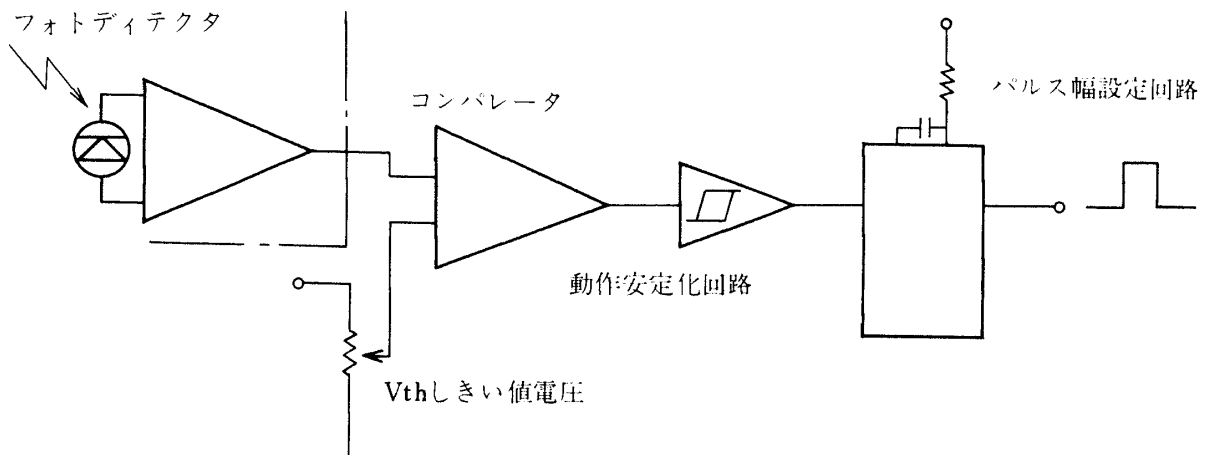 フォトディテクタ
コンパレータ
パルス幅設定回路
動作安定化回路
Vthしきい値電圧